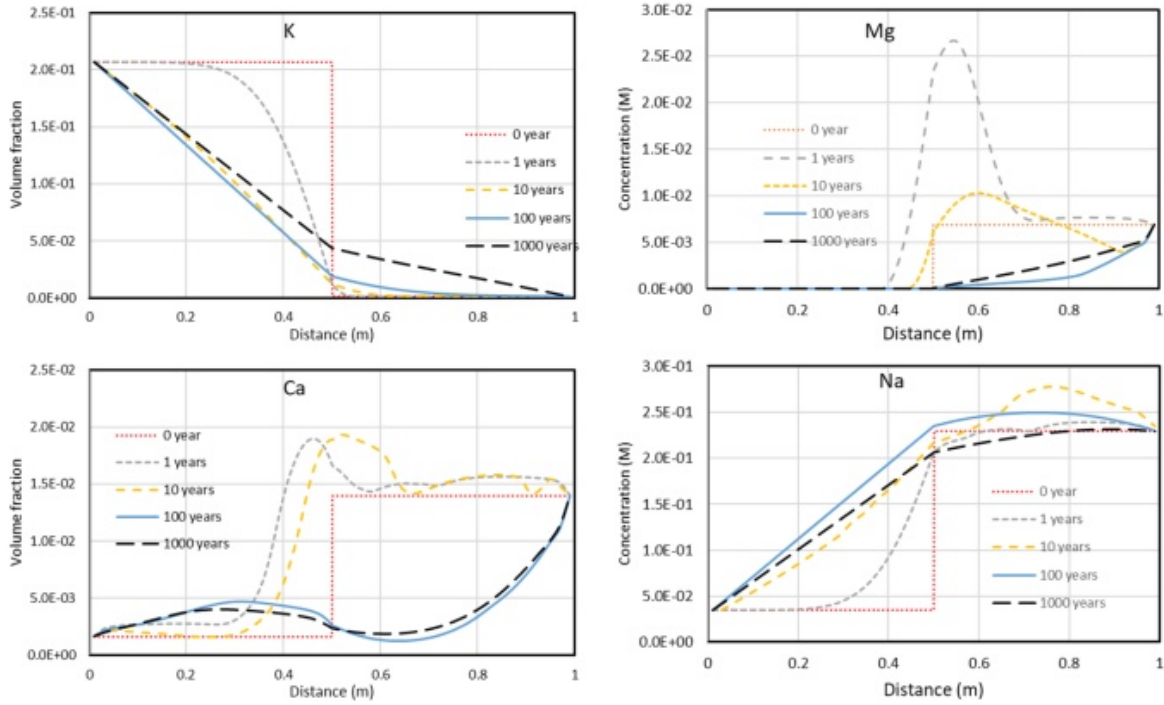 K
2.5E-01
2.0E-01
1.5E-01
1.0E-01
5.0E-02
0.0E+00
Volume fraction
0 year
1 years
10 years
100 years
1000 years
0 0.2 0.4 0.6 0.8 1
Distance (m)
Mg
3.0E-02
2.5E-02
2.0E-02
1.5E-02
1.0E-02
5.0E-03
0.0E+00
Concentration (M)
0 year
1 years
10 years
100 years
1000 years
0 0.2 0.4 0.6 0.8 1
Distance (m)
Ca
2.5E-02
2.0E-02
1.5E-02
1.0E-02
5.0E-03
0.0E+00
Volume fraction
0 year
1 years
10 years
100 years
1000 years
0 0.2 0.4 0.6 0.8 1
Distance (m)
Na
3.0E-01
2.5E-01
2.0E-01
1.5E-01
1.0E-01
5.0E-02
0.0E+00
Concentration (M)
0 year
1 years
10 years
100 years
1000 years
0 0.2 0.4 0.6 0.8 1
Distance (m)